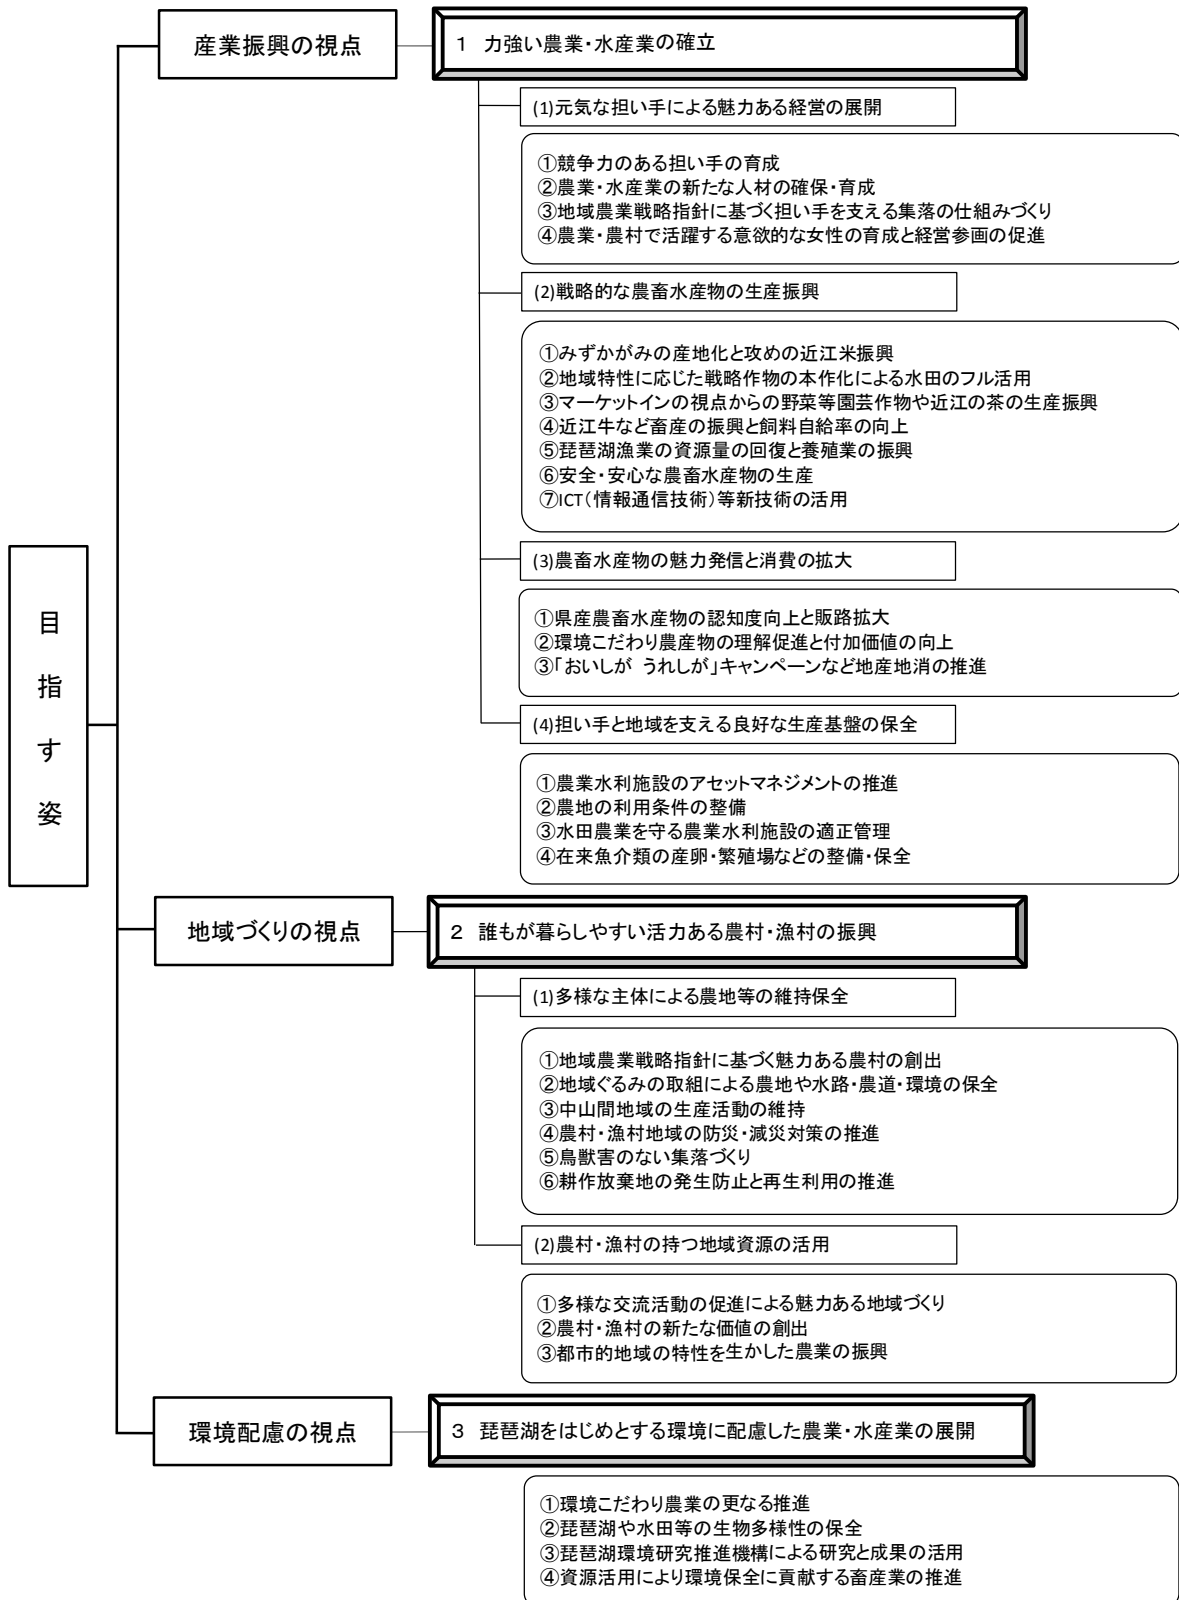 目指す姿
産業振興の視点
1 力強い農業・水産業の確立
(1)元気な担い手による魅力ある経営の展開
①競争力のある担い手の育成
②農業・水産業の新たな人材の確保・育成
③地域農業戦略指針に基づく担い手を支える集落の仕組みづくり
④農業・農村で活躍する意欲的な女性の育成と経営参画の促進
(2)戦略的な農畜水産物の生産振興
①みずかがみの産地化と攻めの近江米振興
②地域特性に応じた戦略作物の本作化による水田のフル活用
③マーケットインの視点からの野菜等園芸作物や近江の茶の生産振興
④近江牛など畜産の振興と飼料自給率の向上
⑤琵琶湖漁業の資源量の回復と養殖業の振興
⑥安全・安心な農畜水産物の生産
⑦ICT（情報通信技術）等新技術の活用
(3)農畜水産物の魅力発信と消費の拡大
①県産農畜水産物の認知度向上と販路拡大
②環境こだわり農産物の理解促進と付加価値の向上
③「おいしが うれしが」キャンペーンなど地産地消の推進
(4)担い手と地域を支える良好な生産基盤の保全
①農業水利施設のアセットマネジメントの推進
②農地の利用条件の整備
③水田農業を守る農業水利施設の適正管理
④在来魚介類の産卵・繁殖場などの整備・保全
地域づくりの視点
2 誰もが暮らしやすい活力ある農村・漁村の振興
(1)多様な主体による農地等の維持保全
①地域農業戦略指針に基づく魅力ある農村の創出
②地域ぐるみの取組による農地や水路・農道・環境の保全
③中山間地域の生産活動の維持
④農村・漁村地域の防災・減災対策の推進
⑤鳥獣害のない集落づくり
⑥耕作放棄地の発生防止と再生利用の推進
(2)農村・漁村の持つ地域資源の活用
①多様な交流活動の促進による魅力ある地域づくり
②農村・漁村の新たな価値の創出
③都市的地域の特性を生かした農業の振興
環境配慮の視点
3 琵琶湖をはじめとする環境に配慮した農業・水産業の展開
①環境こだわり農業の更なる推進
②琵琶湖や水田等の生物多様性の保全
③琵琶湖環境研究推進機構による研究と成果の活用
④資源活用により環境保全に貢献する畜産業の推進